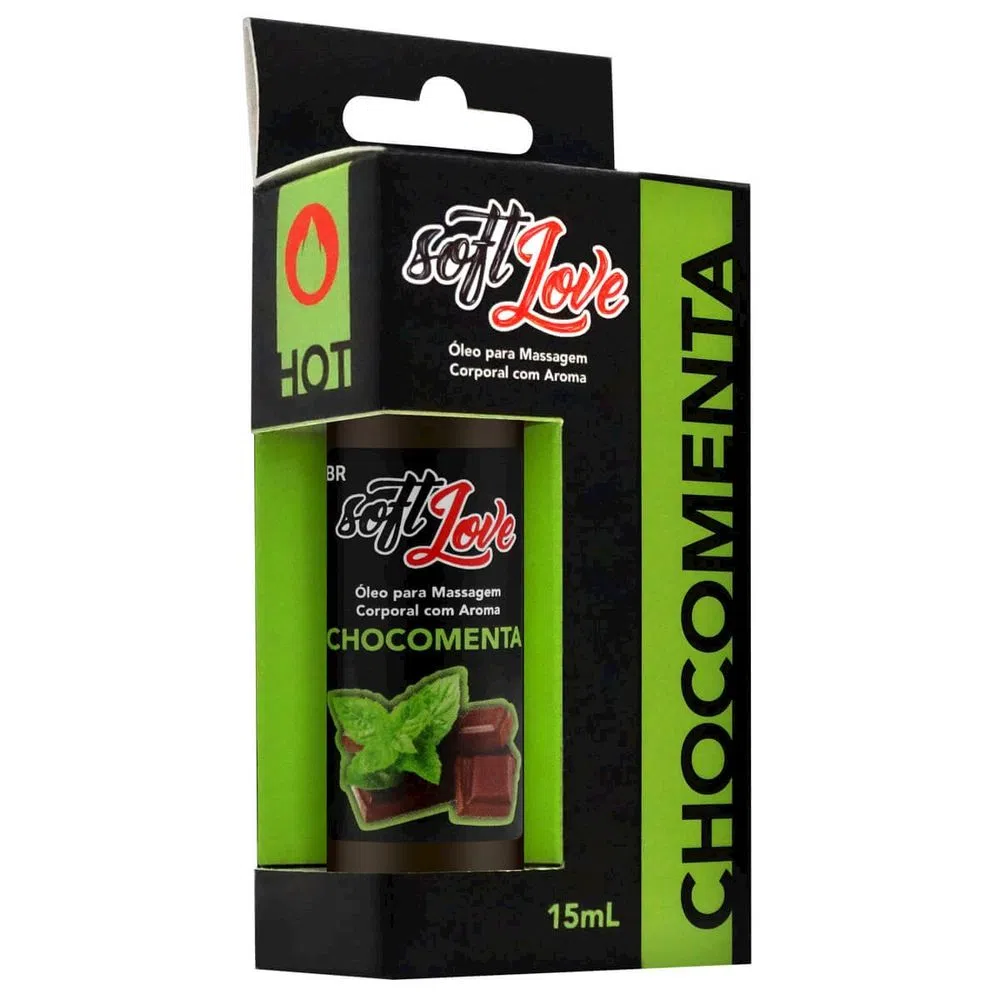 HOT
soft Love
Óleo para Massagem
Corporal com Aroma
BR
soft Love
Óleo para Massagem
Corporal com Aroma
CHOCOMENTA
15mL
CHOCOMENTA